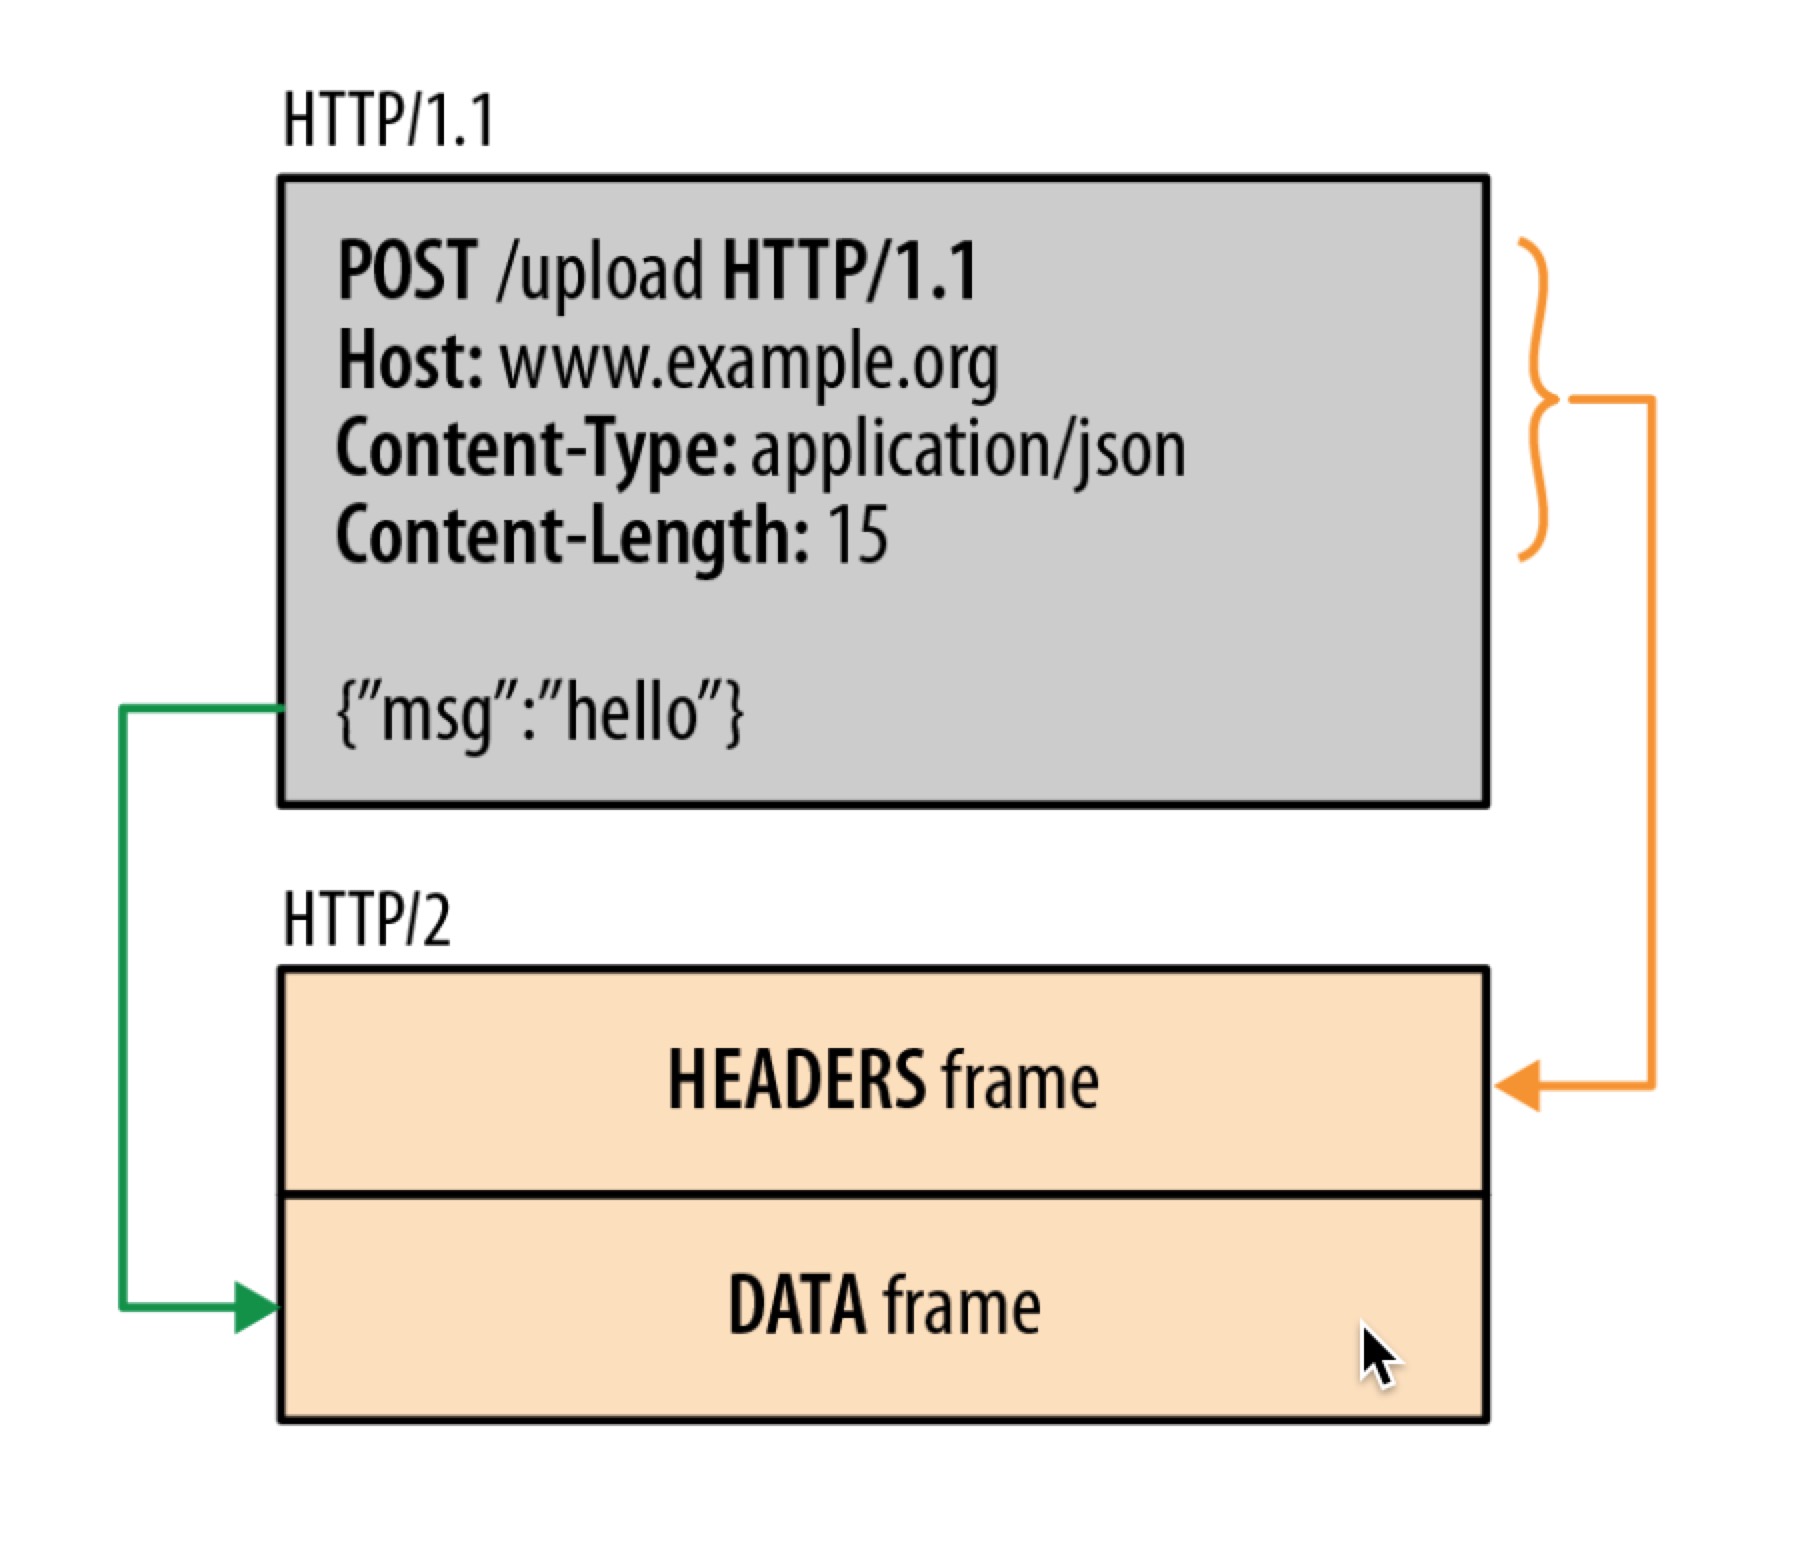 HTTP/1.1
POST /upload HTTP/1.1
Host: www.example.org
Content-Type: application/json
Content-Length: 15
{”msg”:”hello”}
HTTP/2
HEADERS frame
DATA frame